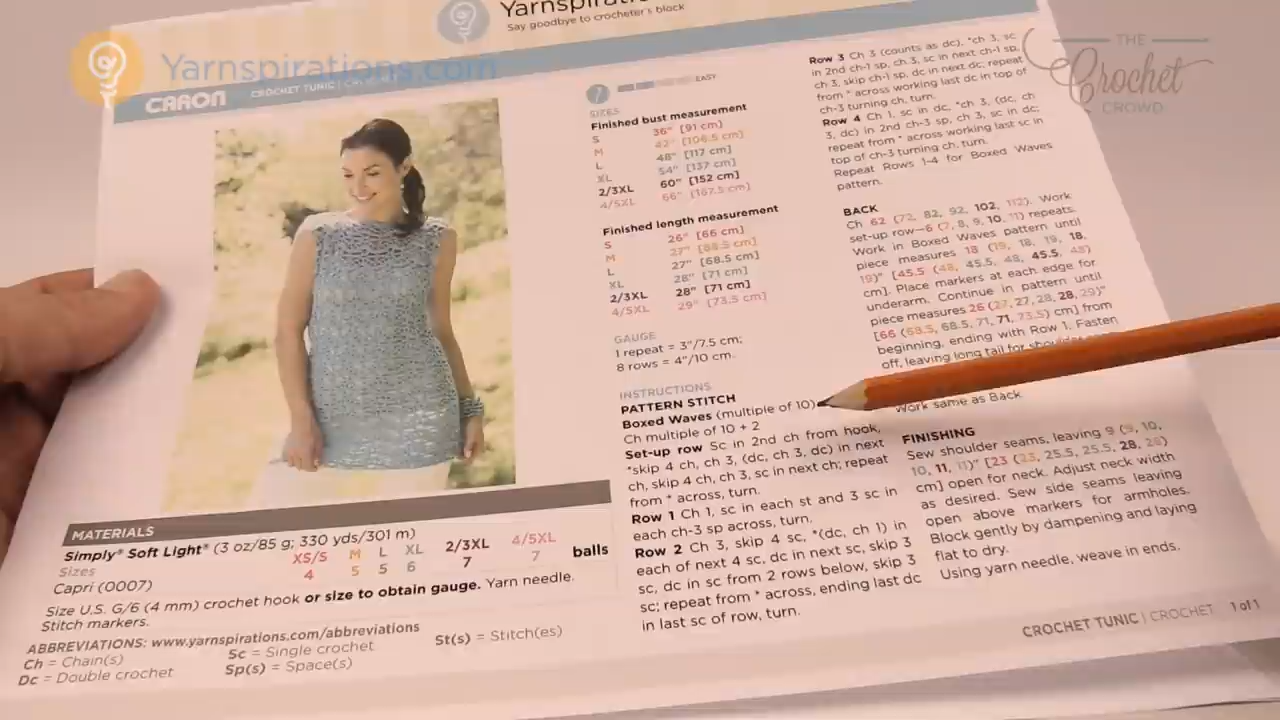 Yarnspirations.com
THE
Crochet
CROWD
Say goodbye to crocheter's block
CARON
CROCHET TUNIC
EASY
SIZES
Finished bust measurement
S 36" [91 cm]
M 42" [106.5 cm]
L 48" [117 cm]
XL 54" [137 cm]
2/3XL 60" [152 cm]
4/5XL 66" [167.5 cm]
Finished length measurement
S 26" [66 cm]
M 27" [68.5 cm]
L 27" [68.5 cm]
XL 28" [71 cm]
2/3XL 28" [71 cm]
4/5XL 29" [73.5 cm]
GAUGE
1 repeat = 3"/7.5 cm;
8 rows = 4"/10 cm.
INSTRUCTIONS
PATTERN STITCH
Boxed Waves (multiple of 10)
Ch multiple of 10 + 2
Set-up row Sc in 2nd ch from hook,
*skip 4 ch, ch 3, (dc, ch 3, dc) in next
ch, skip 4 ch, ch 3, sc in next ch; repeat
from * across, turn.
Row 1 Ch 1, sc in each st and 3 sc in
each ch-3 sp across, turn.
Row 2 Ch 3, skip 4 sc, *(dc, ch 1) in
each of next 4 sc, dc in next sc, skip 3
sc, dc in sc from 2 rows below, skip 3
sc; repeat from * across, ending last dc
in last sc of row, turn.
Row 3 Ch 3 (counts as dc), *ch 3, sc
in 2nd ch-1 sp, ch 3, sc in next ch-1 sp,
ch 3, skip ch-1 sp, dc in next dc; repeat
from * across working last dc in top of
ch-3 turning ch, turn.
Row 4 Ch 1, sc in dc, *ch 3, (dc, ch
3, dc) in 2nd ch-3 sp, ch 3, sc in dc;
repeat from * across working last sc in
top of ch-3 turning ch, turn.
Repeat Rows 1-4 for Boxed Waves
pattern.
BACK
Ch 62 (72, 82, 92, 102, 112). Work
set-up row—6 (7, 8, 9, 10, 11) repeats.
Work in Boxed Waves pattern until
piece measures 18 (19, 18, 19, 18,
19)" [45.5 (48, 45.5, 48, 45.5, 48)
cm]. Place markers at each edge for
underarm. Continue in pattern until
piece measures 26 (27, 27, 28, 28, 29)"
[66 (68.5, 68.5, 71, 71, 73.5) cm] from
beginning, ending with Row 1. Fasten
off, leaving long tail for
Work same as Back
FINISHING
Sew shoulder seams, leaving 9 (9, 10,
10, 11, 11)" [23 (23, 25.5, 25.5, 28, 28)
cm] open for neck. Adjust neck width
as desired. Sew side seams leaving
open above markers for armholes.
Block gently by dampening and laying
flat to dry.
Using yarn needle, weave in ends.
MATERIALS
Simply® Soft Light® (3 oz/85 g; 330 yds/301 m)
Sizes XS/S M L XL 2/3XL 4/5XL
Capri (0007) 4 5 5 6 7 7 balls
Size U.S. G/6 (4 mm) crochet hook or size to obtain gauge. Yarn needle.
Stitch markers.
ABBREVIATIONS: www.yarnspirations.com/abbreviations
Ch = Chain(s) Sc = Single crochet St(s) = Stitch(es)
Dc = Double crochet Sp(s) = Space(s)
CROCHET TUNIC | CROCHET 1 of 1